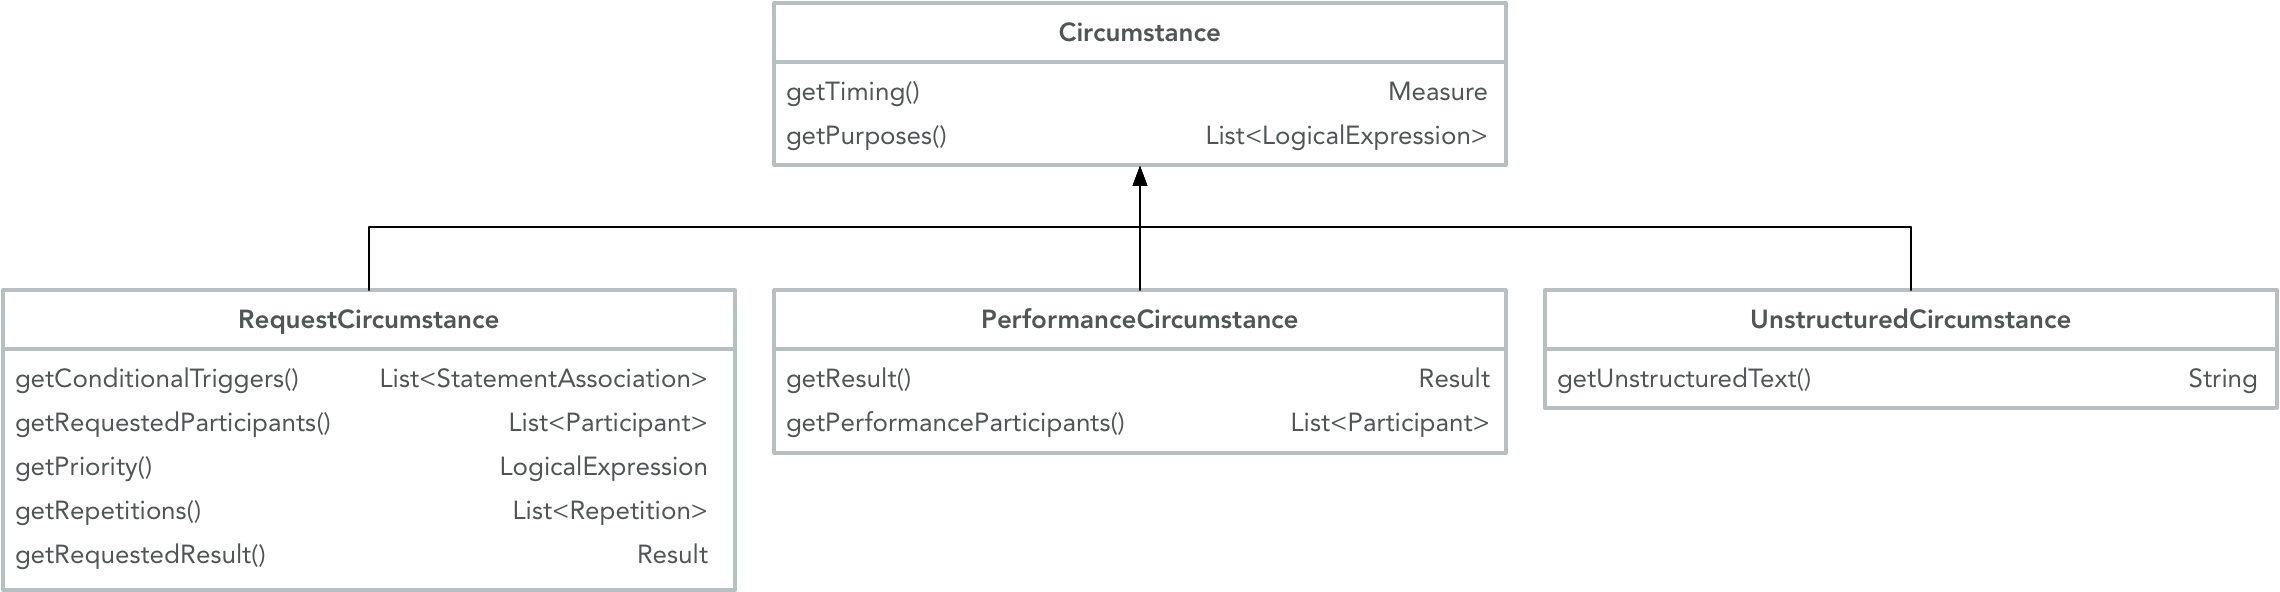 Circumstance
getTiming() Measure
getPurposes() List<LogicalExpression>
RequestCircumstance
getConditionalTriggers() List<StatementAssociation>
getRequestedParticipants() List<Participant>
getPriority() LogicalExpression
getRepetitions() List<Repetition>
getRequestedResult() Result
PerformanceCircumstance
getResult() Result
getPerformanceParticipants() List<Participant>
UnstructuredCircumstance
getUnstructuredText() String